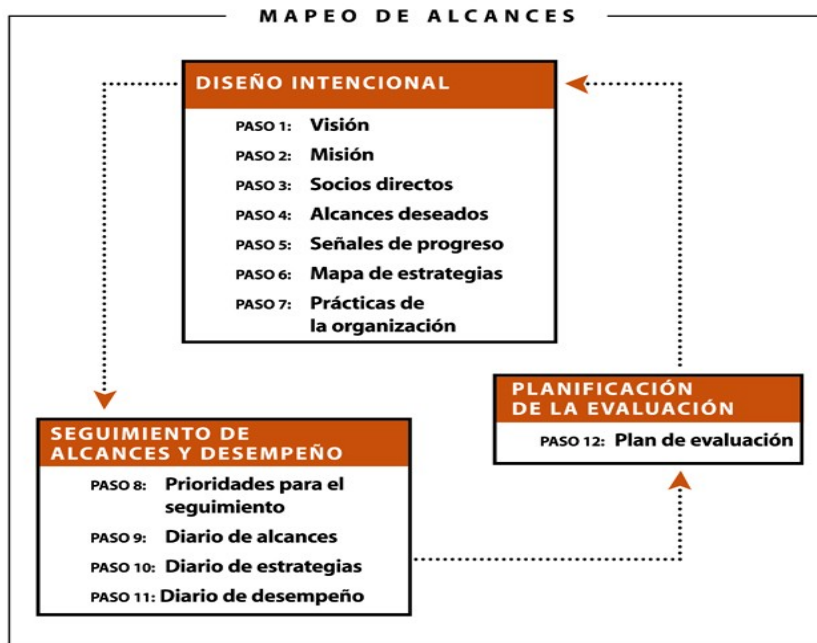 MAPEO DE ALCANCES
DISEÑO INTENCIONAL
PASO 1: Visión
PASO 2: Misión
PASO 3: Socios directos
PASO 4: Alcances deseados
PASO 5: Señales de progreso
PASO 6: Mapa de estrategias
PASO 7: Prácticas de
la organización
SEGUIMIENTO DE
ALCANCES Y DESEMPEÑO
PASO 8: Prioridades para el
seguimiento
PASO 9: Diario de alcances
PASO 10: Diario de estrategias
PASO 11: Diario de desempeño
PLANIFICACIÓN
DE LA EVALUACIÓN
PASO 12: Plan de evaluación